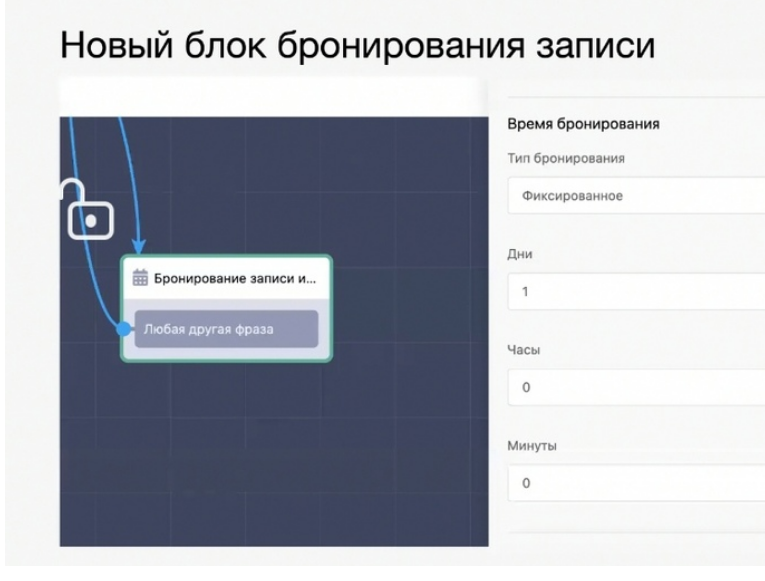 Новый блок бронирования записи
Время бронирования
Тип бронирования
Фиксированное
Бронирование записи и...
Любая другая фраза
Дни
1
Часы
0
Минуты
0